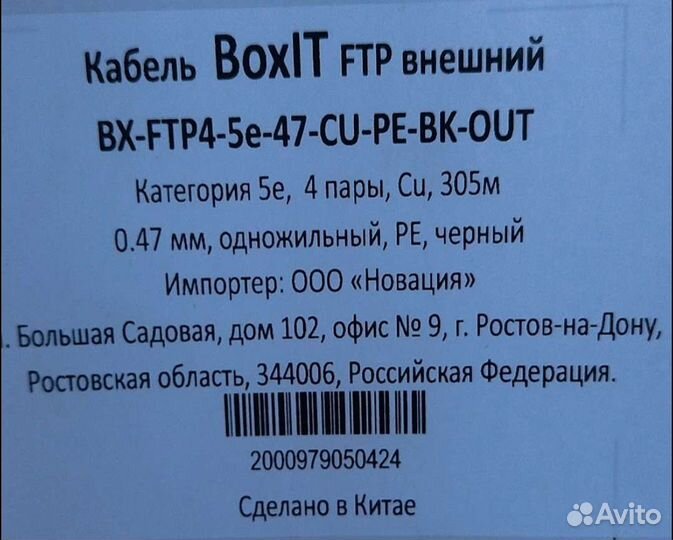 Кабель BoxIT FTP внешний
BX-FTP4-5e-47-CU-PE-BK-OUT
Категория 5e, 4 пары, Cu, 305м
0.47 мм, одножильный, PE, черный
Импортер: ООО «Новация»
. Большая Садовая, дом 102, офис № 9, г. Ростов-на-Дону,
Ростовская область, 344006, Российская Федерация.
2000979050424
Сделано в Китае
Avito